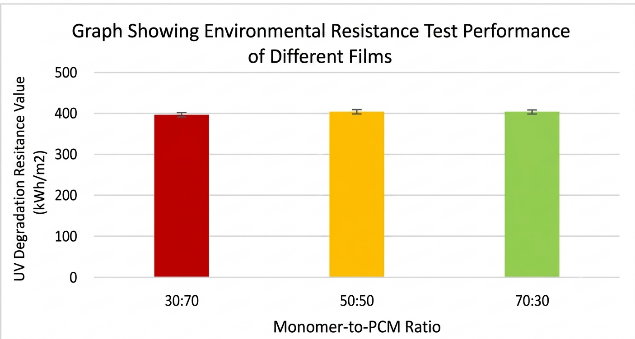 Graph Showing Environmental Resistance Test Performance
of Different Films
UV Degradation Resitance Value
(kWh/m2)
500
400
300
200
100
0
30:70
50:50
70:30
Monomer-to-PCM Ratio